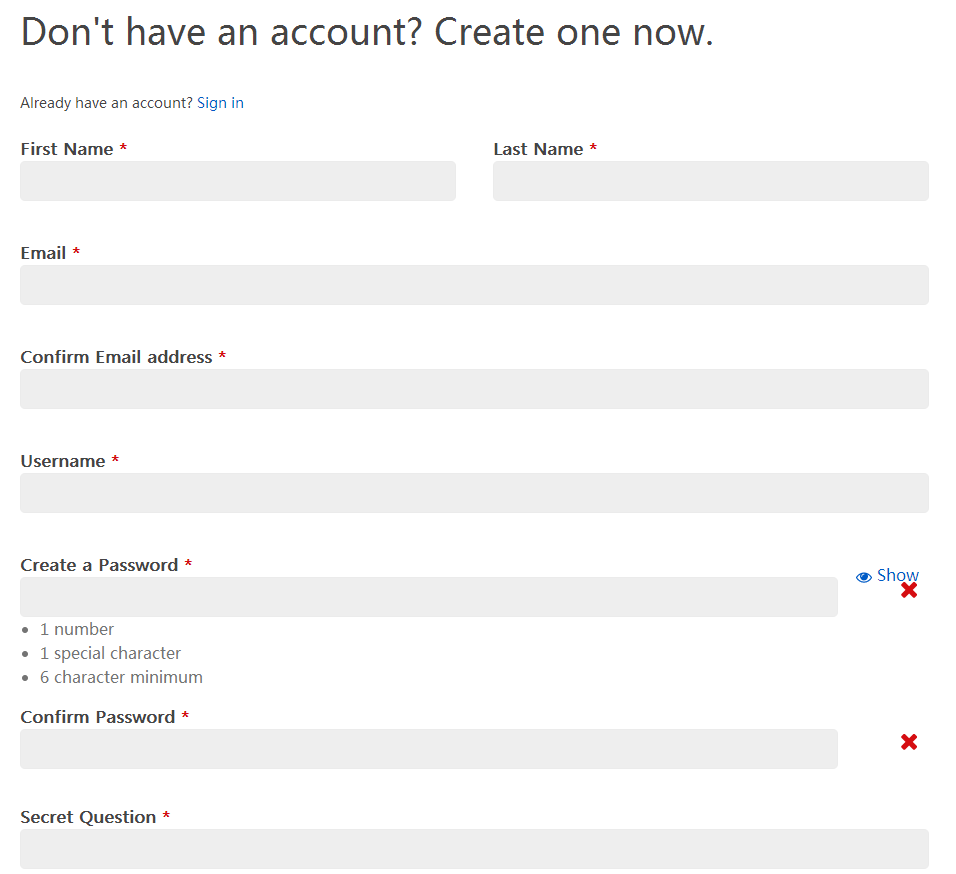 Don't have an account? Create one now.
Already have an account? Sign in
First Name *
Last Name *
Email *
Confirm Email address *
Username *
Create a Password *
Show
• 1 number
• 1 special character
• 6 character minimum
Confirm Password *
Secret Question *